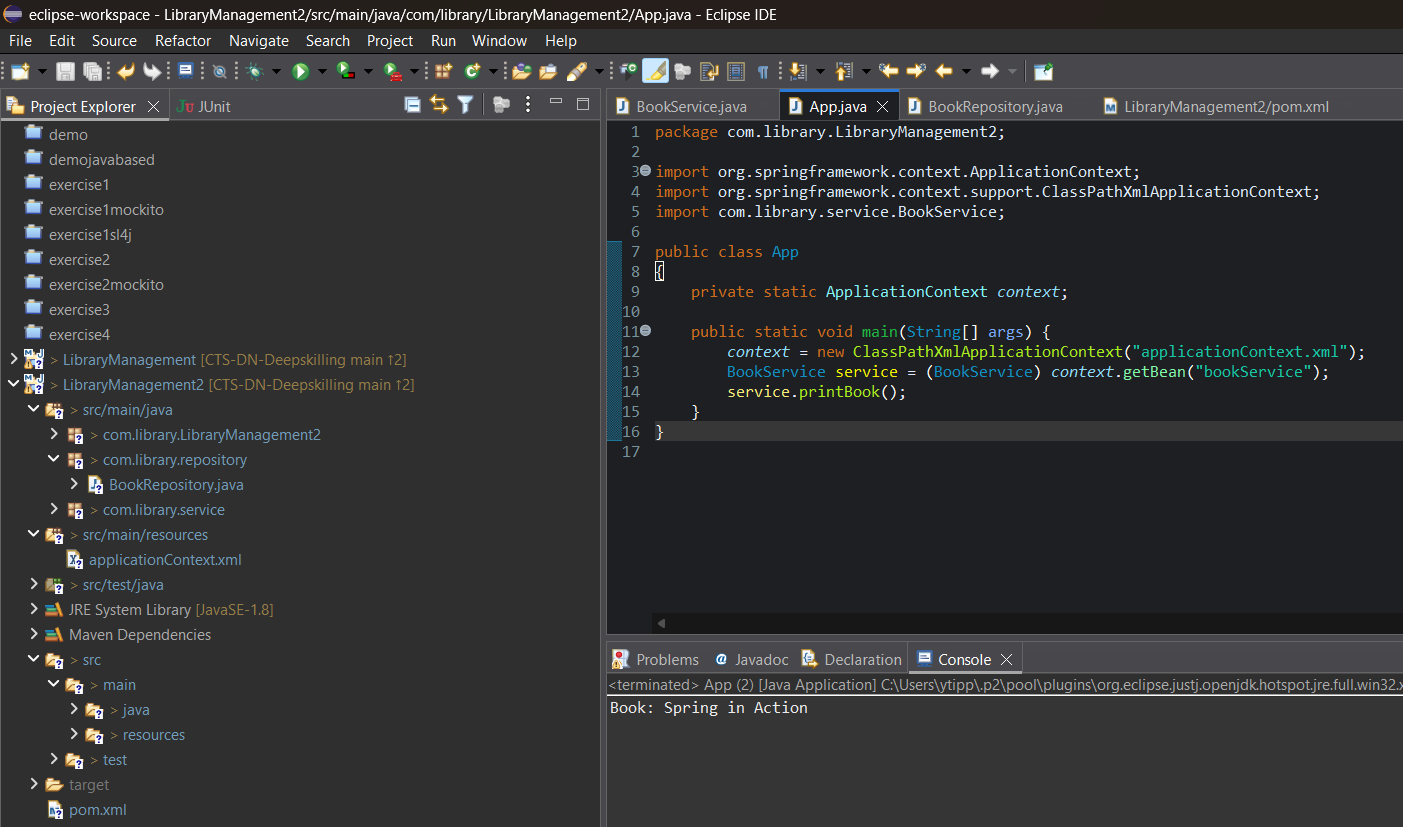 eclipse-workspace - LibraryManagement2/src/main/java/com/library/LibraryManagement2/App.java - Eclipse IDE
File Edit Source Refactor Navigate Search Project Run Window Help
Project Explorer JUnit
demo
demojavabased
exercise1
exercise1mockito
exercise1sl4j
exercise2
exercise2mockito
exercise3
exercise4
> LibraryManagement [CTS-DN-Deepskilling main ↑2]
> LibraryManagement2 [CTS-DN-Deepskilling main ↑2]
> src/main/java
> com.library.LibraryManagement2
> com.library.repository
BookRepository.java
> com.library.service
> src/main/resources
applicationContext.xml
> src/test/java
JRE System Library [JavaSE-1.8]
Maven Dependencies
> src
> main
> java
> resources
> test
target
pom.xml
BookService.java App.java BookRepository.java LibraryManagement2/pom.xml
1 package com.library.LibraryManagement2;
2
3 import org.springframework.context.ApplicationContext;
4 import org.springframework.context.support.ClassPathXmlApplicationContext;
5 import com.library.service.BookService;
6
7 public class App
8 {
9 private static ApplicationContext context;
10
11 public static void main(String[] args) {
12 context = new ClassPathXmlApplicationContext("applicationContext.xml");
13 BookService service = (BookService) context.getBean("bookService");
14 service.printBook();
15 }
16 }
17
Problems Javadoc Declaration Console
<terminated> App (2) [Java Application] C:\Users\ytipp\.p2\pool\plugins\org.eclipse.justj.openjdk.hotspot.jre.full.win32.x
Book: Spring in Action